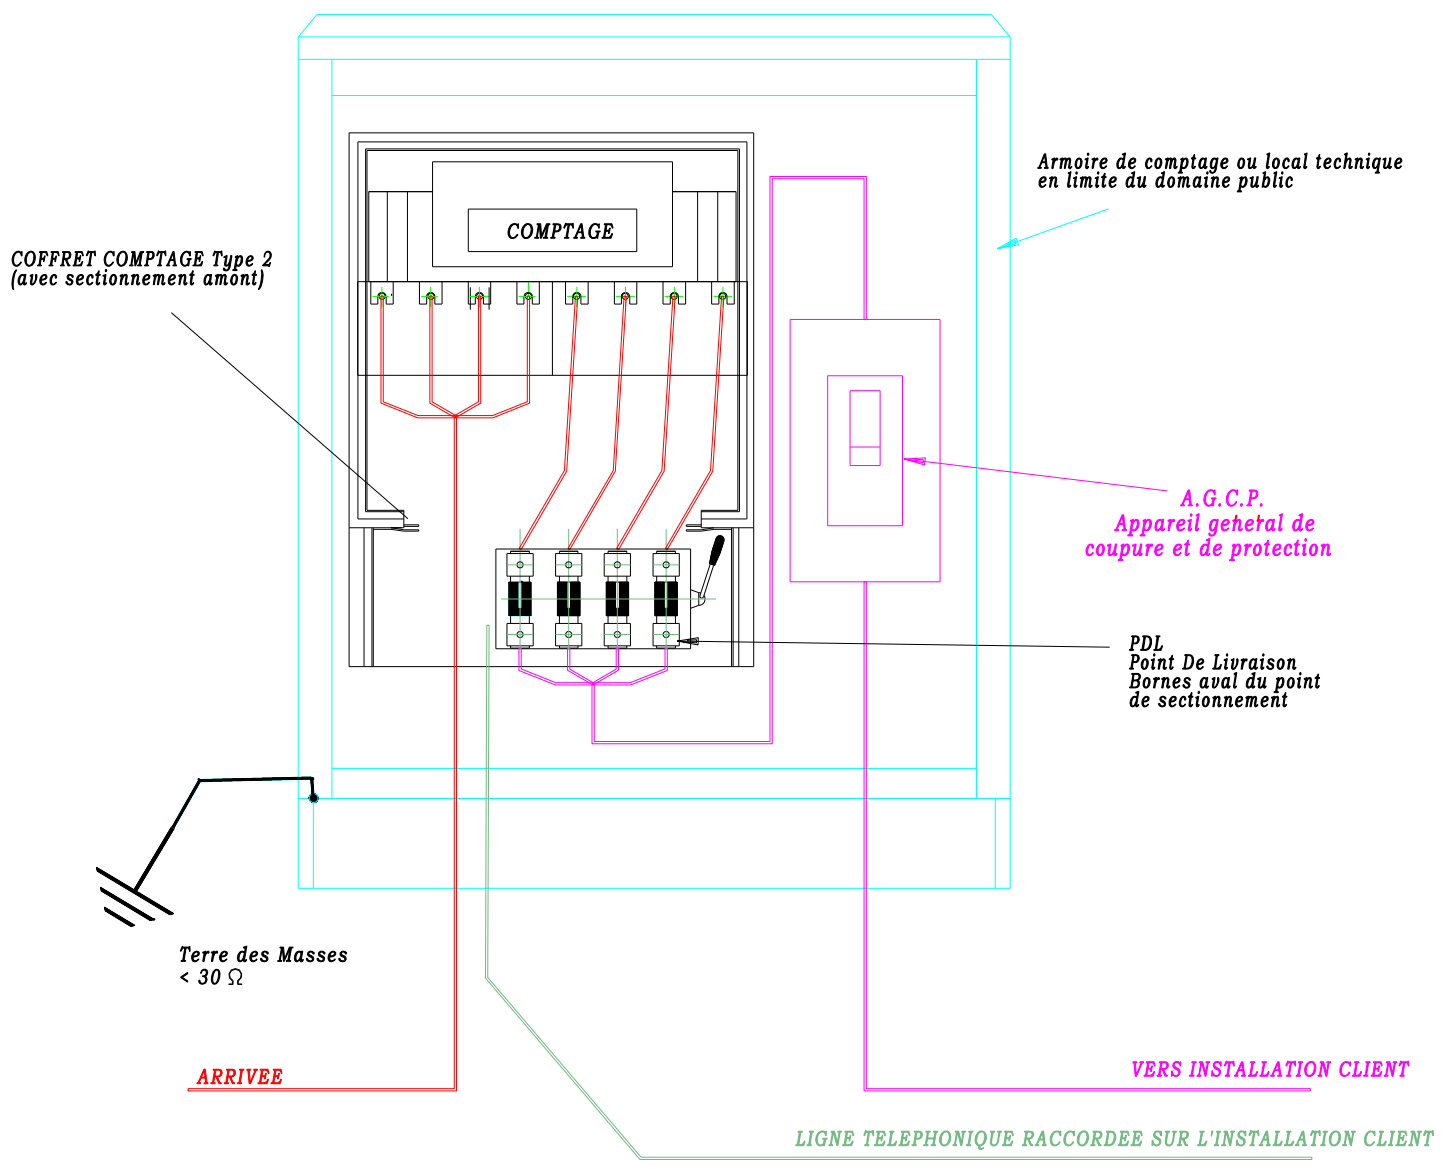 COMPTAGE
Armoire de comptage ou local technique
en limite du domaine public
COFFRET COMPTAGE Type 2
(avec sectionnement amont)
A.G.C.P.
Appareil général de
coupure et de protection
PDL
Point De Livraison
Bornes aval du point
de sectionnement
Terre des Masses
< 30 Ω
ARRIVEE
VERS INSTALLATION CLIENT
LIGNE TELEPHONIQUE RACCORDEE SUR L'INSTALLATION CLIENT